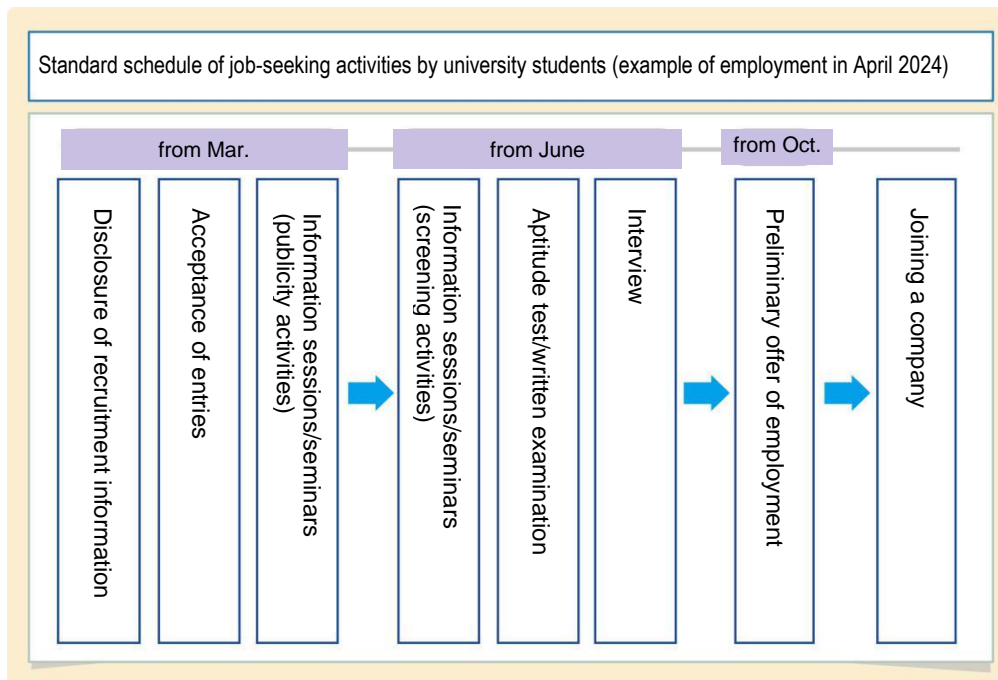 Standard schedule of job-seeking activities by university students (example of employment in April 2024)
from Mar.
from June
from Oct.
Disclosure of recruitment information
Acceptance of entries
Information sessions/seminars
(publicity activities)
Information sessions/seminars
(screening activities)
Aptitude test/written examination
Interview
Preliminary offer of employment
Joining a company